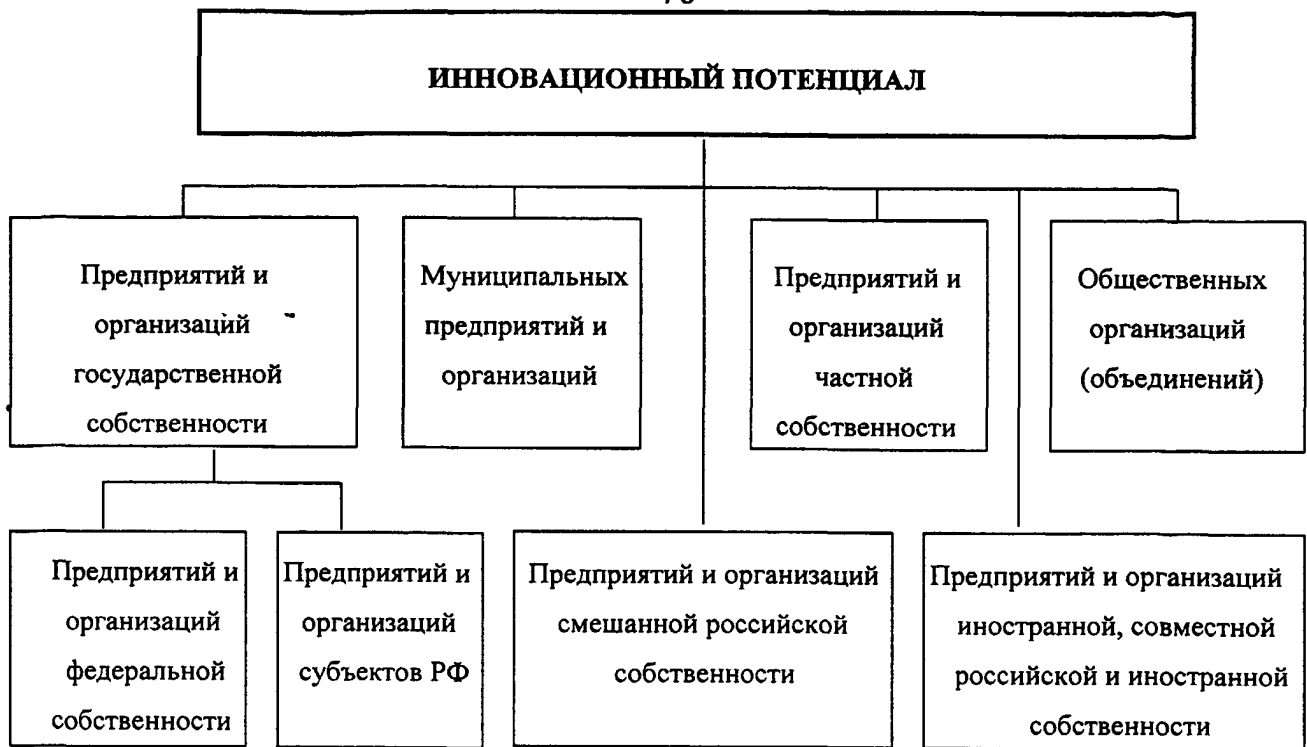 ИННОВАЦИОННЫЙ ПОТЕНЦИАЛ
Предприятий и
организаций
государственной
собственности
Муниципальных
предприятий и
организаций
Предприятий и
организаций
частной
собственности
Общественных
организаций
(объединений)
Предприятий и
организаций
федеральной
собственности
Предприятий и
организаций
субъектов РФ
Предприятий и организаций
смешанной российской
собственности
Предприятий и организаций
иностранной, совместной
российской и иностранной
собственности